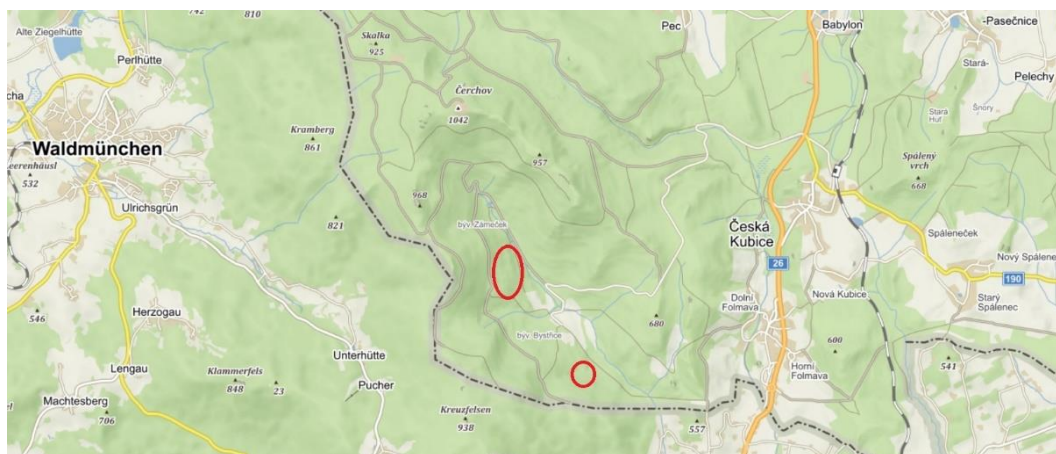 Alte Ziegelhütte
742
810
Perlhütte
Waldmünchen
532
Ulrichsgrün
546
Herzogau
Lengau
Machtesberg
706
Klammerfels
848
23
Unterhütte
Pucher
Kreuzfelsen
938
Kramberg
861
821
Skalka
925
Čerchov
1042
957
968
býv. Zámeček
býv. Bystřice
680
Pec
Babylon
Česká
Kubice
26
Dolní
Folmava
Horní
Folmava
Nová Kubice
600
557
541
-Pasečnice
Stará-
Pelechy
Šnory
Stará
Huť
Spálený
vrch
668
Spáleneček
Nový Spálene
190
Starý
Spálenec